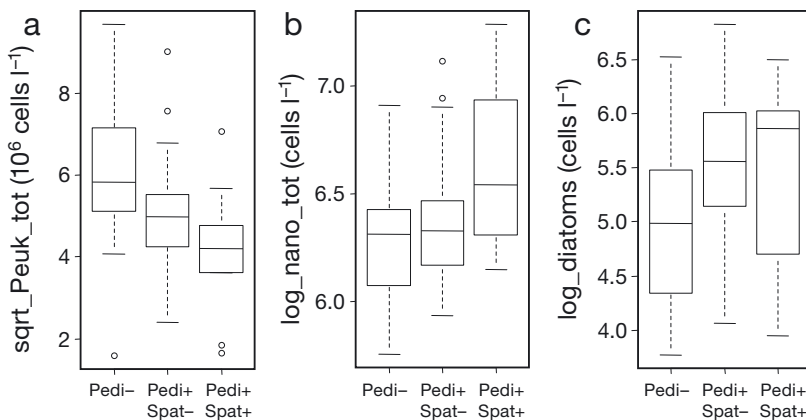 a
sqrt_Peuk_tot (10⁶ cells l⁻¹)
8
6
4
2
Pedi−
Pedi+
Spat−
Pedi+
Spat+
b
log_nano_tot (cells l⁻¹)
7.0
6.5
6.0
Pedi−
Pedi+
Spat−
Pedi+
Spat+
c
log_diatoms (cells l⁻¹)
6.5
6.0
5.5
5.0
4.5
4.0
Pedi−
Pedi+
Spat−
Pedi+
Spat+